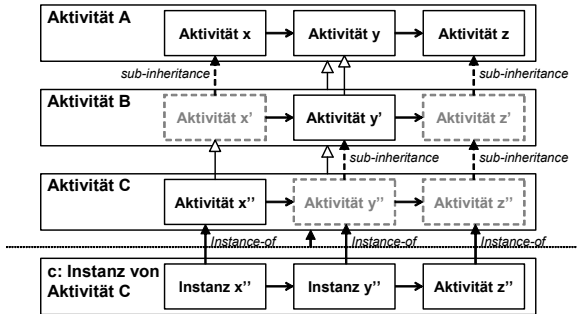 Aktivität A
Aktivität x
Aktivität y
Aktivität z
sub-inheritance
sub-inheritance
Aktivität B
Aktivität x'
Aktivität y'
Aktivität z'
sub-inheritance
sub-inheritance
Aktivität C
Aktivität x''
Aktivität y''
Aktivität z''
Instance-of
Instance-of
Instance-of
c: Instanz von
Aktivität C
Instanz x''
Instanz y''
Aktivität z''